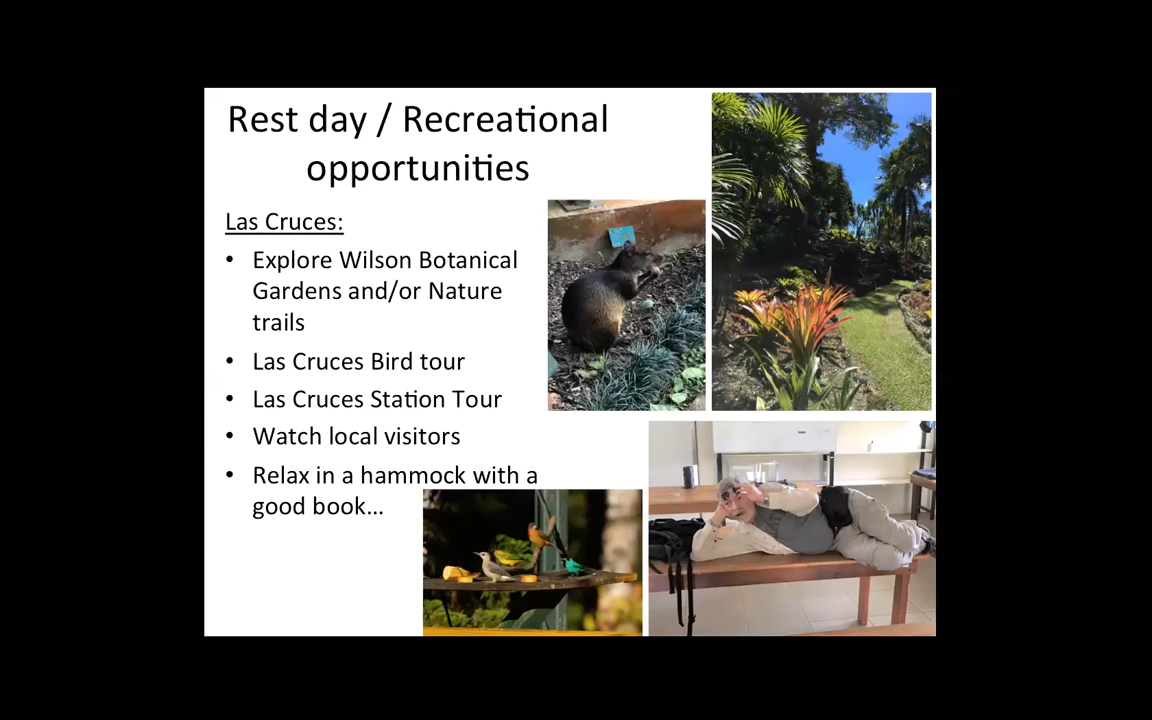 Rest day / Recreational
opportunities
Las Cruces:
• Explore Wilson Botanical
Gardens and/or Nature
trails
• Las Cruces Bird tour
• Las Cruces Station Tour
• Watch local visitors
• Relax in a hammock with a
good book...